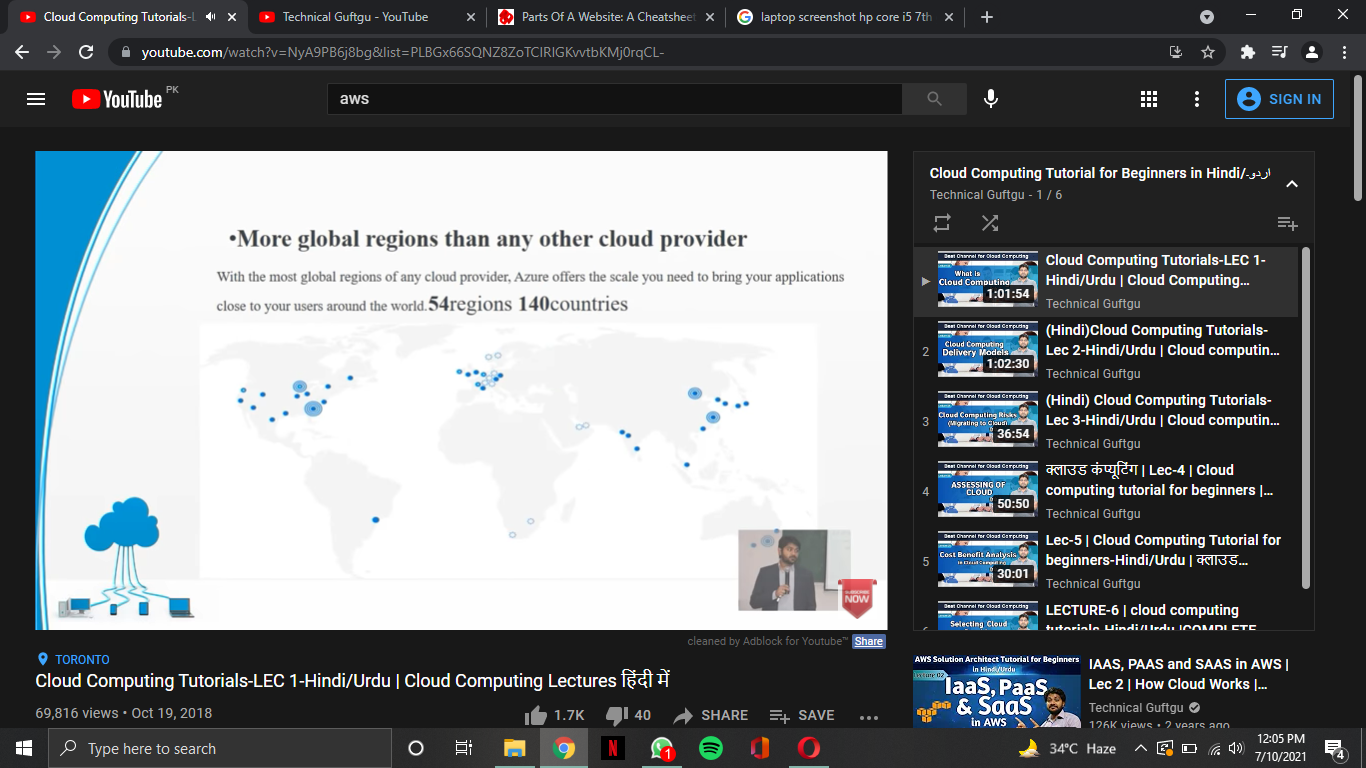 Cloud Computing Tutorials-L
Technical Guftgu - YouTube
Parts Of A Website: A Cheatsheet
laptop screenshot hp core i5 7th
youtube.com/watch?v=NyA9PB6j8bg&list=PLBGx66SQNZ8ZoTCIRIGKvvtbKMj0rqCL-
YouTube PK
aws
SIGN IN
•More global regions than any other cloud provider
With the most global regions of any cloud provider, Azure offers the scale you need to bring your applications
close to your users around the world.54regions 140countries
SUBSCRIBE
NOW
cleaned by Adblock for Youtube™ Share
TORONTO
Cloud Computing Tutorials-LEC 1-Hindi/Urdu | Cloud Computing Lectures हिंदी में
69,816 views • Oct 19, 2018
1.7K
40
SHARE
SAVE
Cloud Computing Tutorial for Beginners in Hindi/اردو-
Technical Guftgu - 1 / 6
Best Channel for Cloud Computing
What is
Cloud Computing
1:01:54
Cloud Computing Tutorials-LEC 1-
Hindi/Urdu | Cloud Computing...
Technical Guftgu
2
Best Channel for Cloud Computing
Cloud Computing
Delivery Models
1:02:30
(Hindi)Cloud Computing Tutorials-
Lec 2-Hindi/Urdu | Cloud computin...
Technical Guftgu
3
Best Channel for Cloud Computing
Cloud Computing Risks
(Migrating to Cloud)
36:54
(Hindi) Cloud Computing Tutorials-
Lec 3-Hindi/Urdu | Cloud computin...
Technical Guftgu
4
Best Channel for Cloud Computing
ASSESSING OF
CLOUD
50:50
क्लाउड कंप्यूटिंग | Lec-4 | Cloud
computing tutorial for beginners |...
Technical Guftgu
5
Best Channel for Cloud Computing
Cost Benefit Analysis
in Cloud Computing
30:01
Lec-5 | Cloud Computing Tutorial for
beginners-Hindi/Urdu | क्लाउड...
Technical Guftgu
6
Best Channel for Cloud Computing
Selecting Cloud
LECTURE-6 | cloud computing
tutorials-Hindi/Urdu |COMPLETE
AWS Solution Architect Tutorial for Beginners
in Hindi/Urdu
Lecture 02
IaaS, PaaS
& SaaS
in AWS
IAAS, PAAS and SAAS in AWS |
Lec 2 | How Cloud Works |...
Technical Guftgu
126K views • 2 years ago
Type here to search
1
34°C Haze
12:05 PM
7/10/2021
4